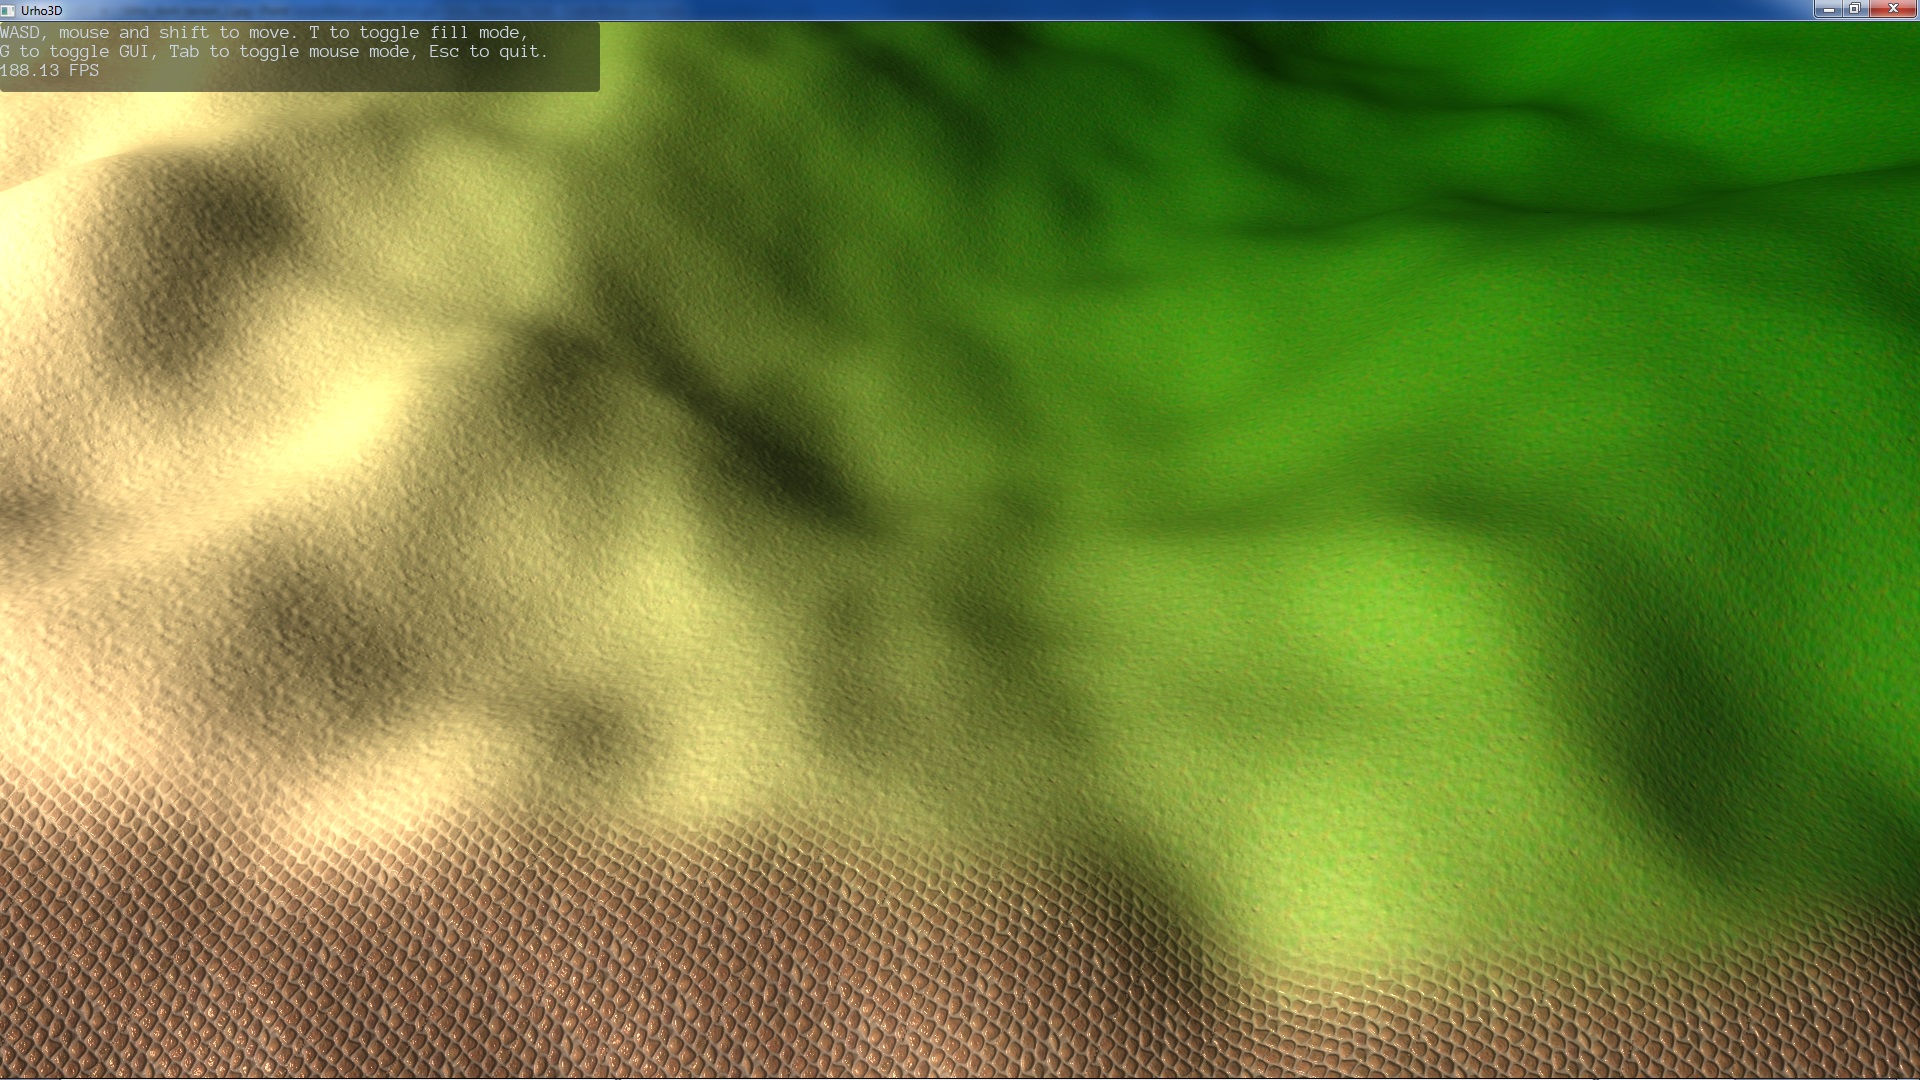 Urho3D
WASD, mouse and shift to move. T to toggle fill mode,
G to toggle GUI, Tab to toggle mouse mode, Esc to quit.
188.13 FPS